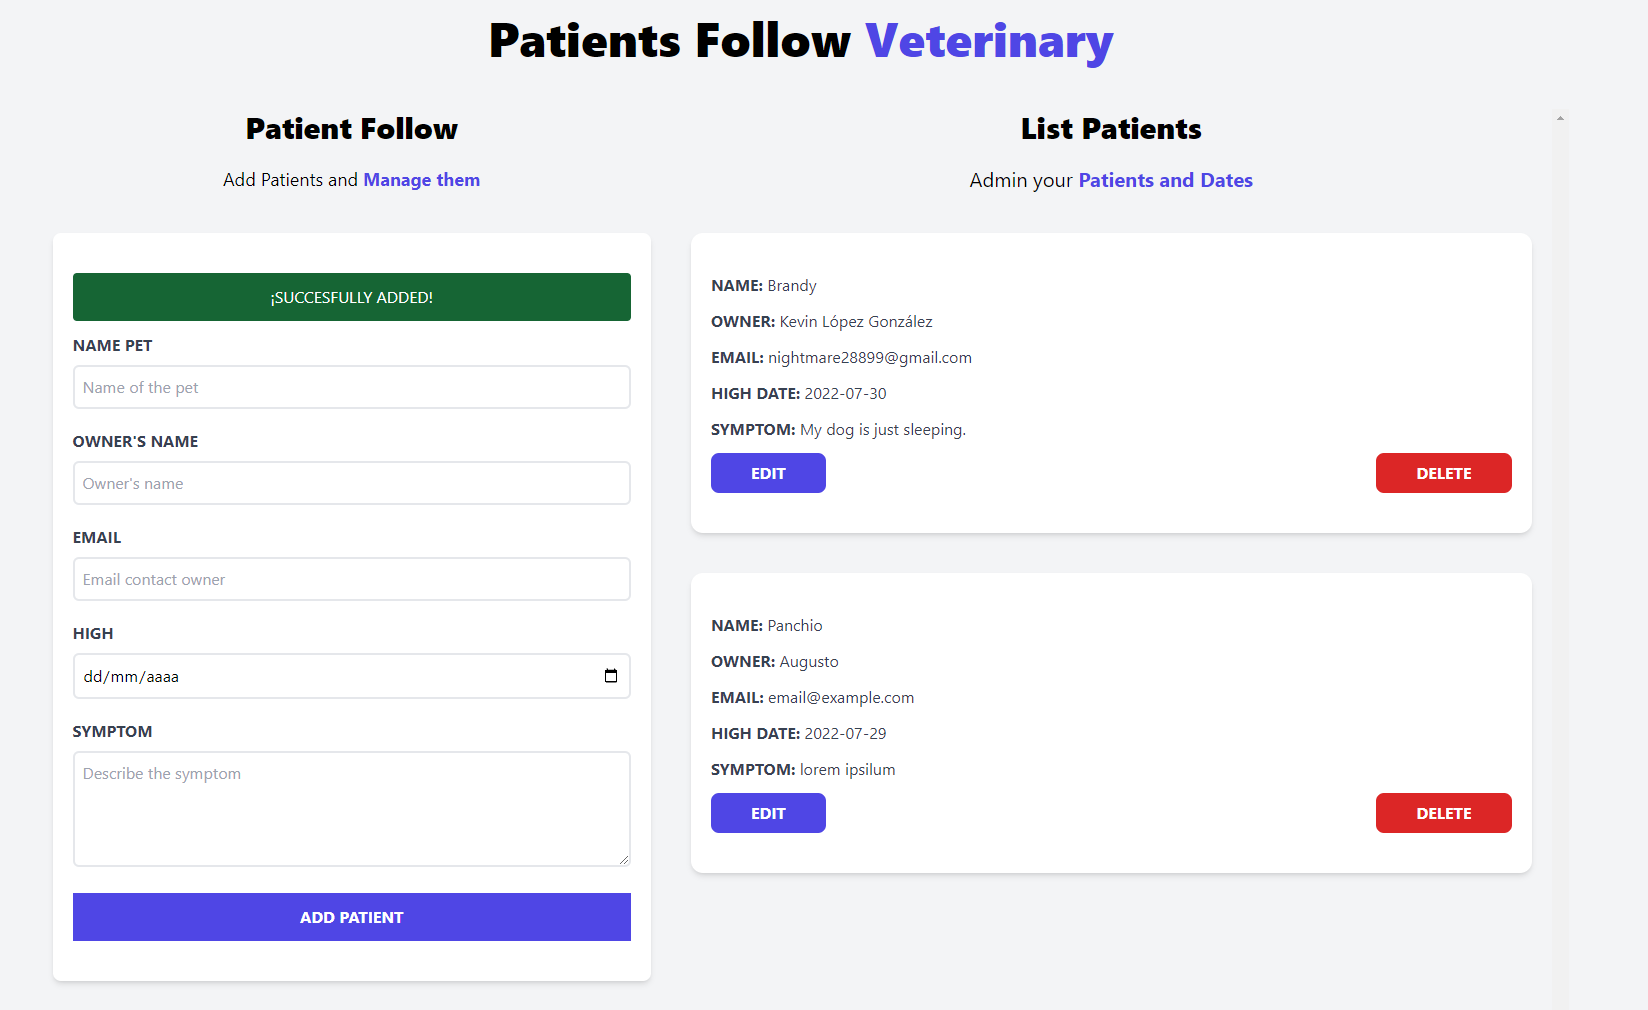 Patients Follow Veterinary
Patient Follow
Add Patients and Manage them
¡SUCCESFULLY ADDED!
NAME PET
Name of the pet
OWNER'S NAME
Owner's name
EMAIL
Email contact owner
HIGH
dd/mm/aaaa
SYMPTOM
Describe the symptom
ADD PATIENT
List Patients
Admin your Patients and Dates
NAME: Brandy
OWNER: Kevin López González
EMAIL: nightmare28899@gmail.com
HIGH DATE: 2022-07-30
SYMPTOM: My dog is just sleeping.
EDIT DELETE
NAME: Panchio
OWNER: Augusto
EMAIL: email@example.com
HIGH DATE: 2022-07-29
SYMPTOM: lorem ipsilum
EDIT DELETE